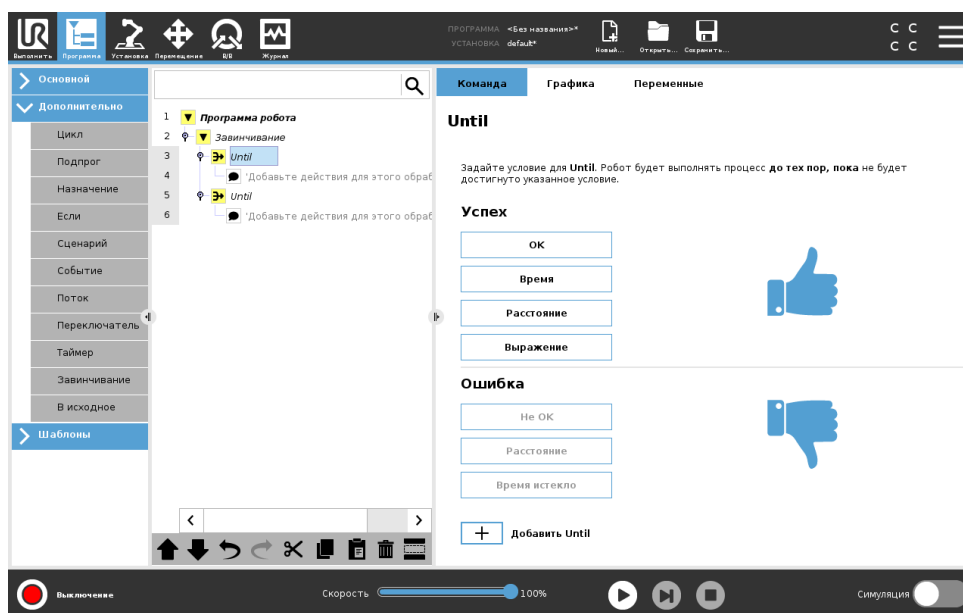 ПРОГРАММА <Без названия>*
УСТАНОВКА default*
Выполнить Программа Установка Перемещение В/В Журнал
Новый... Открыть... Сохранить...
C C
C C
Основной
Дополнительно
Цикл
Подпрог
Назначение
Если
Сценарий
Событие
Поток
Переключатель
Таймер
Завинчивание
В исходное
Шаблоны
1 Программа робота
2 Завинчивание
3 Until
4 'Добавьте действия для этого обраб
5 Until
6 'Добавьте действия для этого обраб
Команда Графика Переменные
Until
Задайте условие для Until. Робот будет выполнять процесс до тех пор, пока не будет
достигнуто указанное условие.
Успех
OK
Время
Расстояние
Выражение
Ошибка
Не OK
Расстояние
Время истекло
Добавить Until
Выключение
Скорость
100%
Симуляция